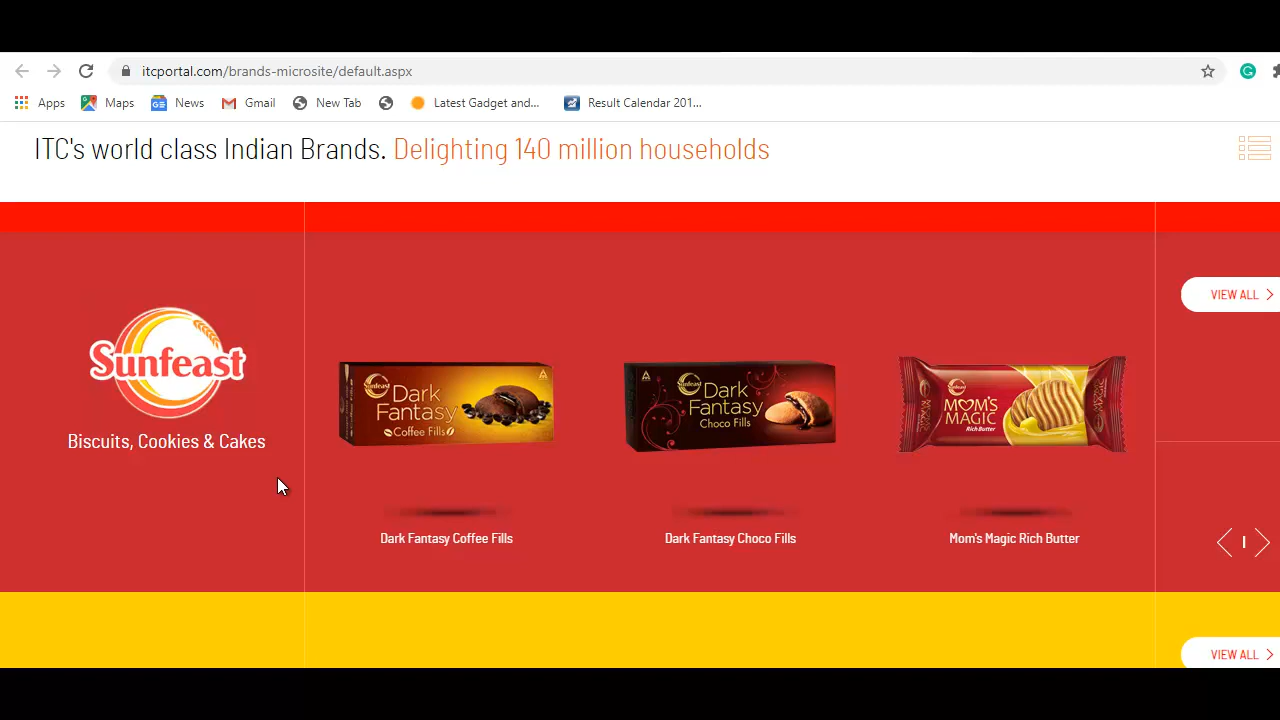 itcportal.com/brands-microsite/default.aspx
Apps Maps News Gmail New Tab Latest Gadget and... Result Calendar 201...
ITC's world class Indian Brands. Delighting 140 million households
VIEW ALL
Sunfeast
Biscuits, Cookies & Cakes
Sunfeast
Dark
Fantasy
Coffee Fills
Sunfeast
Dark
Fantasy
Choco Fills
Sunfeast
MOM'S
MAGIC
Rich Butter
Dark Fantasy Coffee Fills
Dark Fantasy Choco Fills
Mom's Magic Rich Butter
VIEW ALL